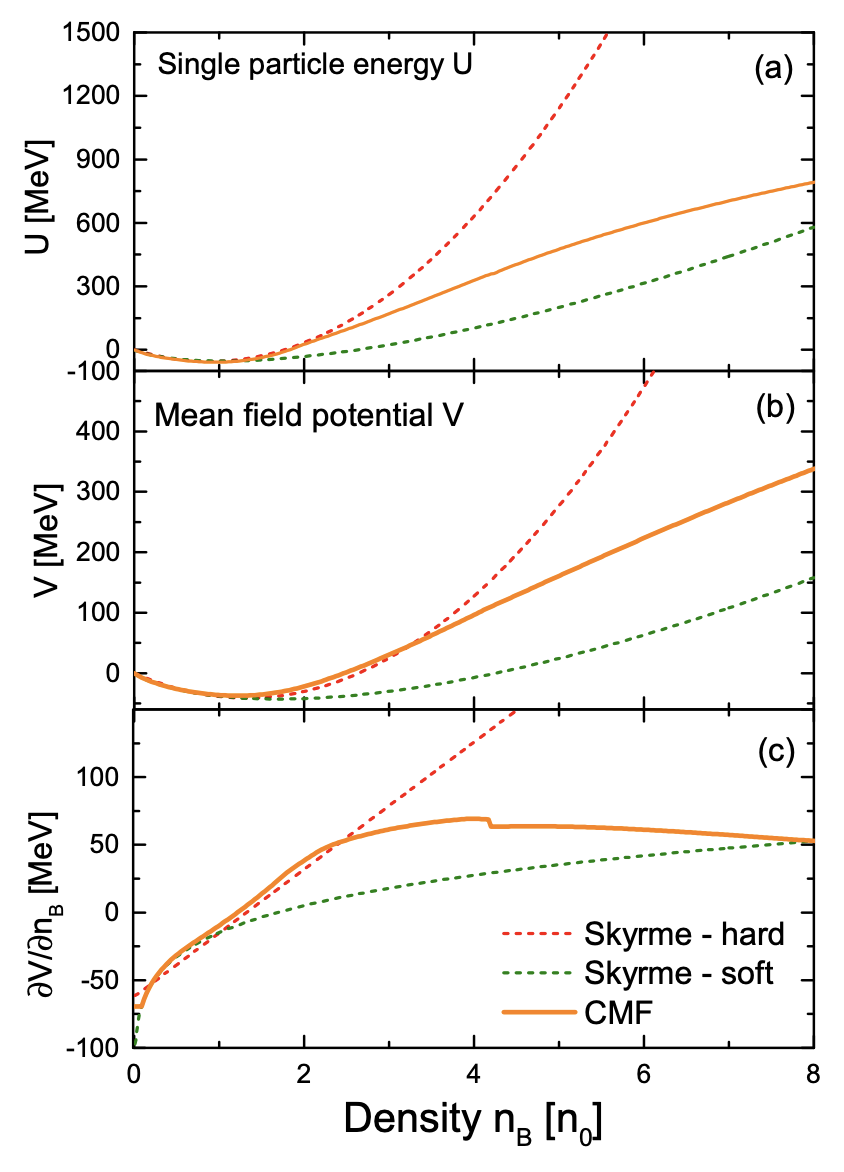 1500
Single particle energy U
(a)
1200
900
600
300
0
-100
U [MeV]
Mean field potential V
(b)
400
300
200
100
0
V [MeV]
(c)
100
50
0
-50
-100
∂V/∂n_B [MeV]
Skyrme - hard
Skyrme - soft
CMF
0 2 4 6 8
Density n_B [n_0]